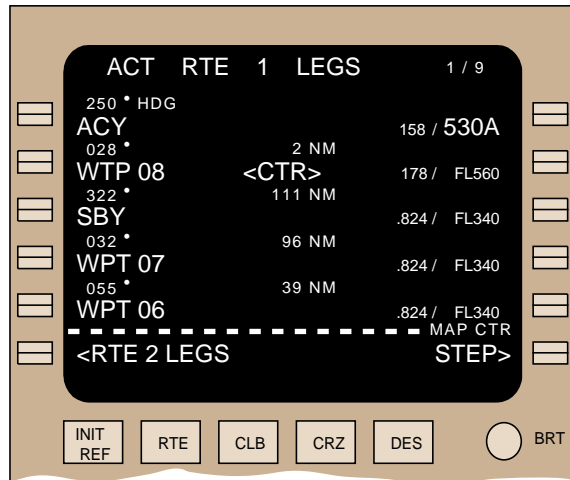 ACT RTE 1 LEGS 1 / 9
250° HDG
ACY 158 / 530A
028° 2 NM
WTP 08 <CTR> 178 / FL560
322° 111 NM
SBY .824 / FL340
032° 96 NM
WPT 07 .824 / FL340
055° 39 NM
WPT 06 .824 / FL340
MAP CTR
<RTE 2 LEGS STEP>
INIT REF RTE CLB CRZ DES BRT